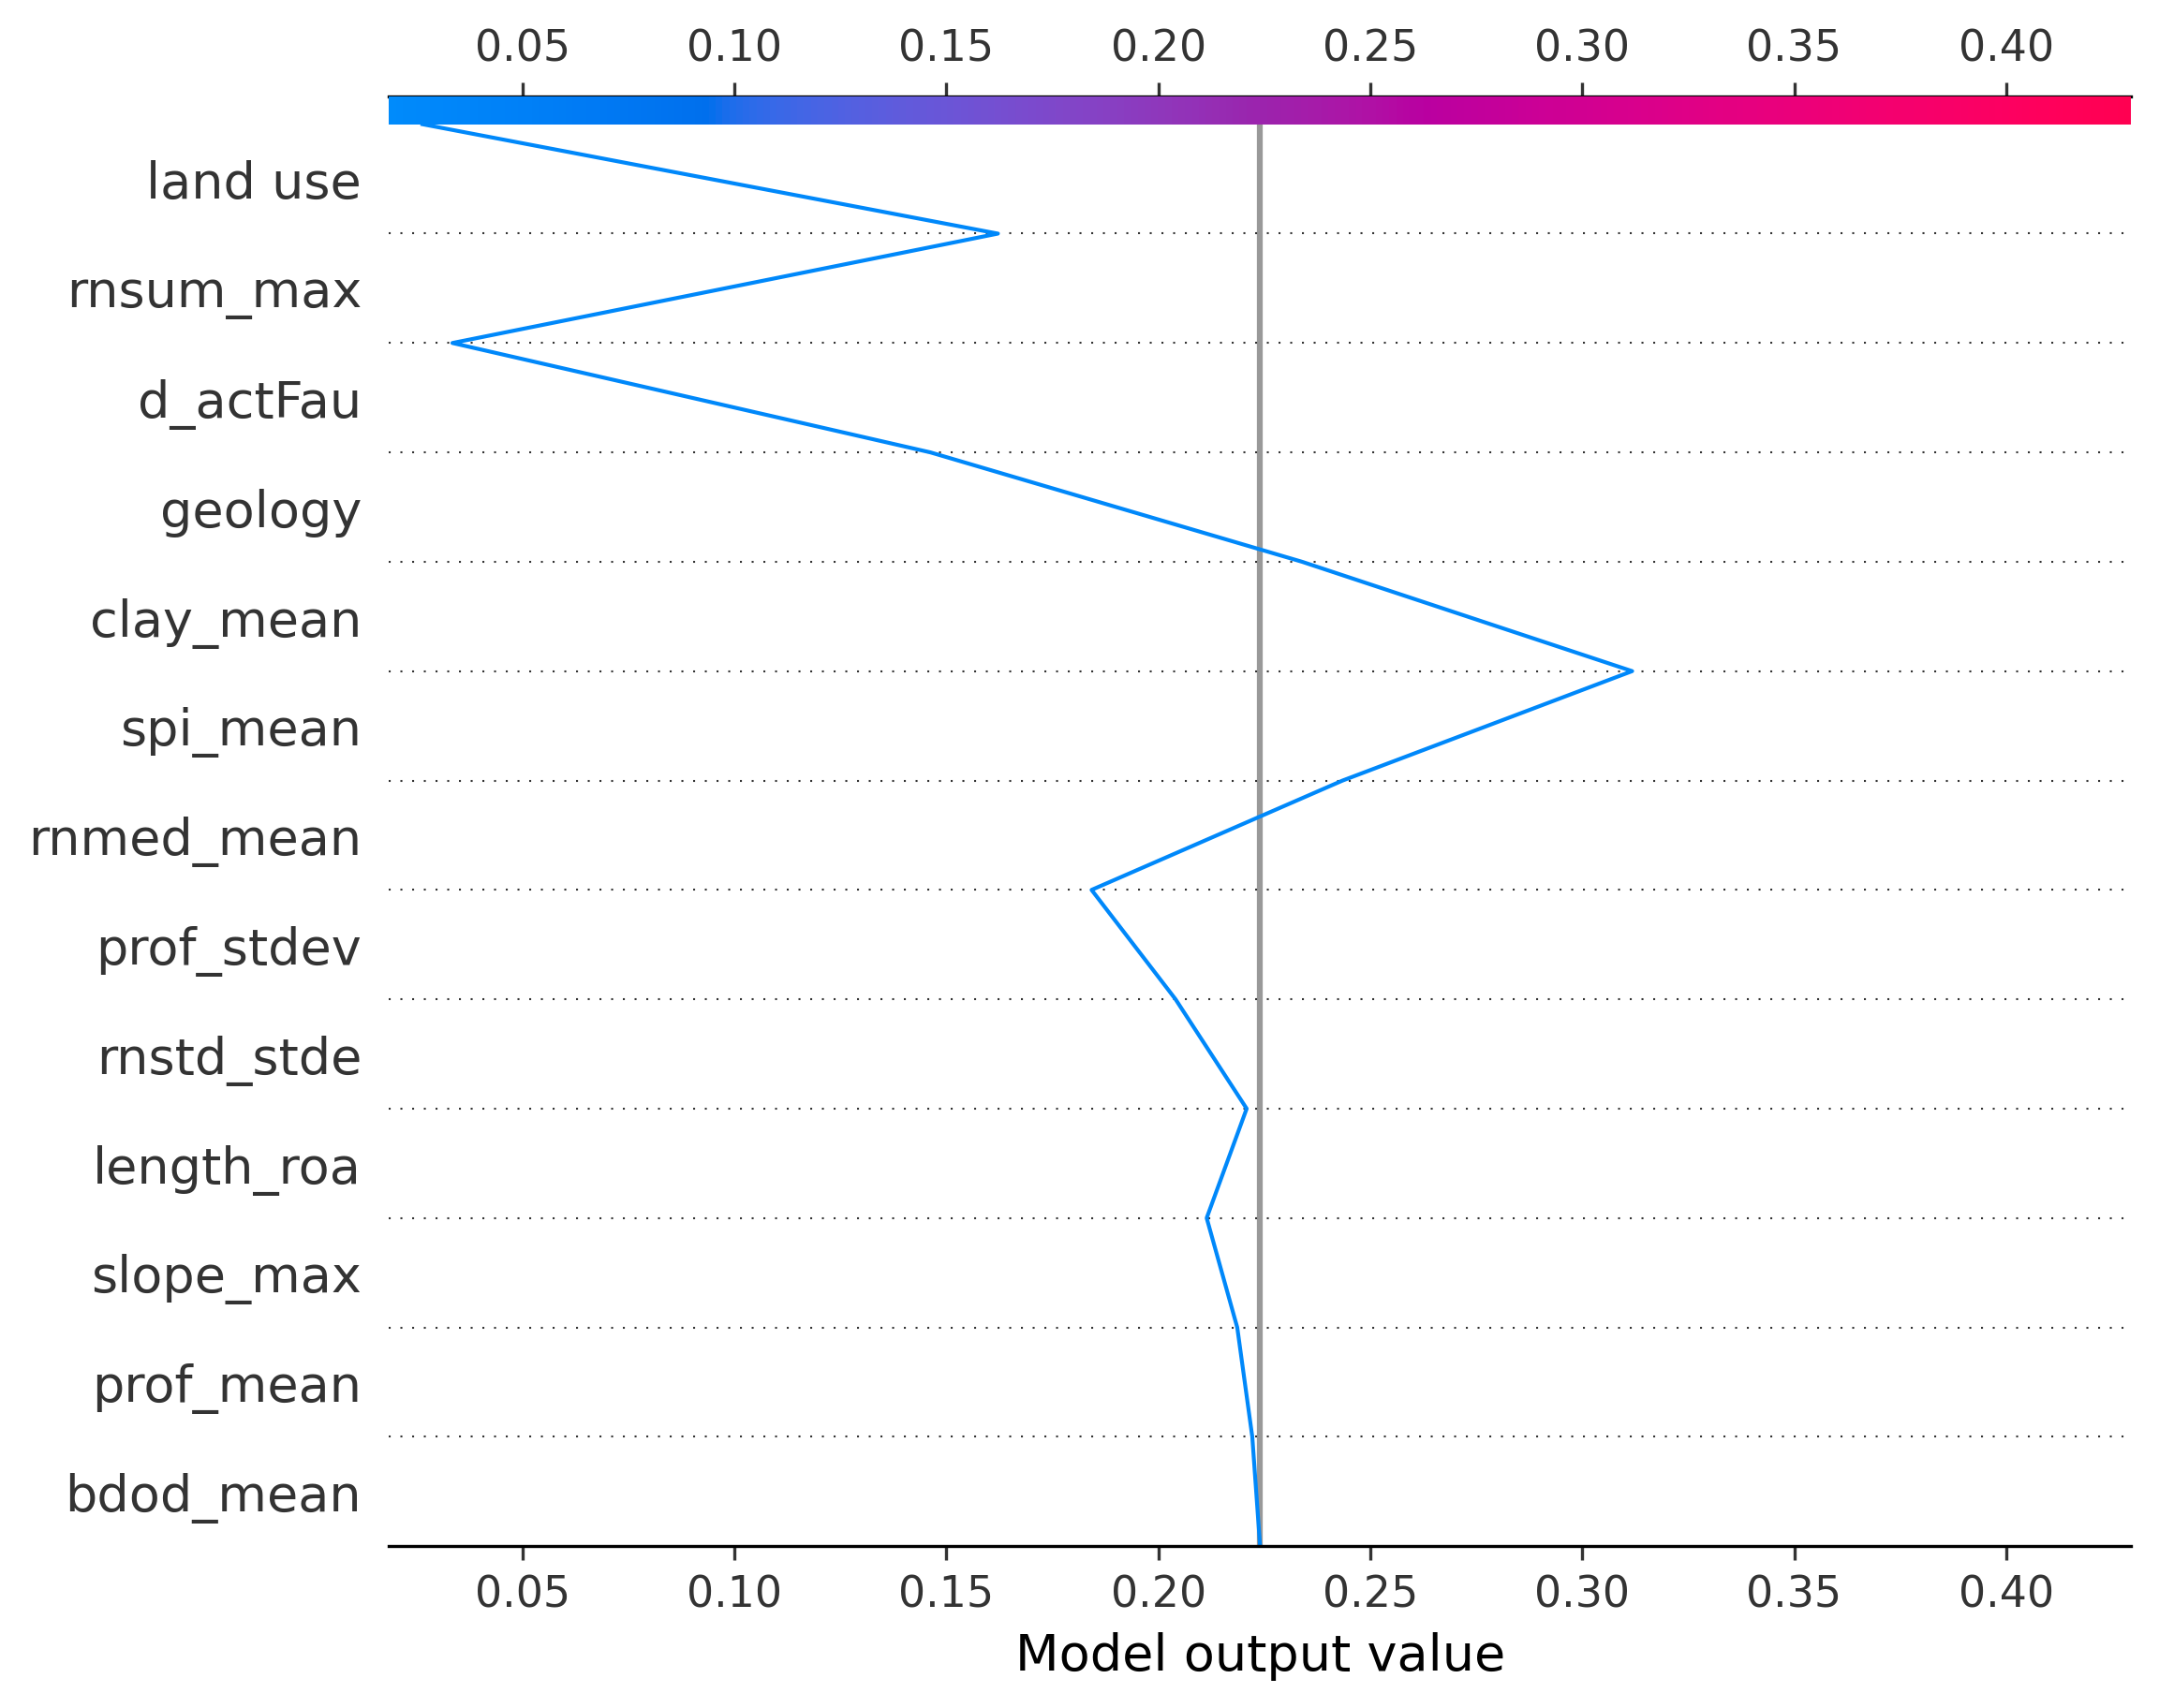 0.05 0.10 0.15 0.20 0.25 0.30 0.35 0.40
land use
rnsum_max
d_actFau
geology
clay_mean
spi_mean
rnmed_mean
prof_stdev
rnstd_stde
length_roa
slope_max
prof_mean
bdod_mean
0.05 0.10 0.15 0.20 0.25 0.30 0.35 0.40
Model output value